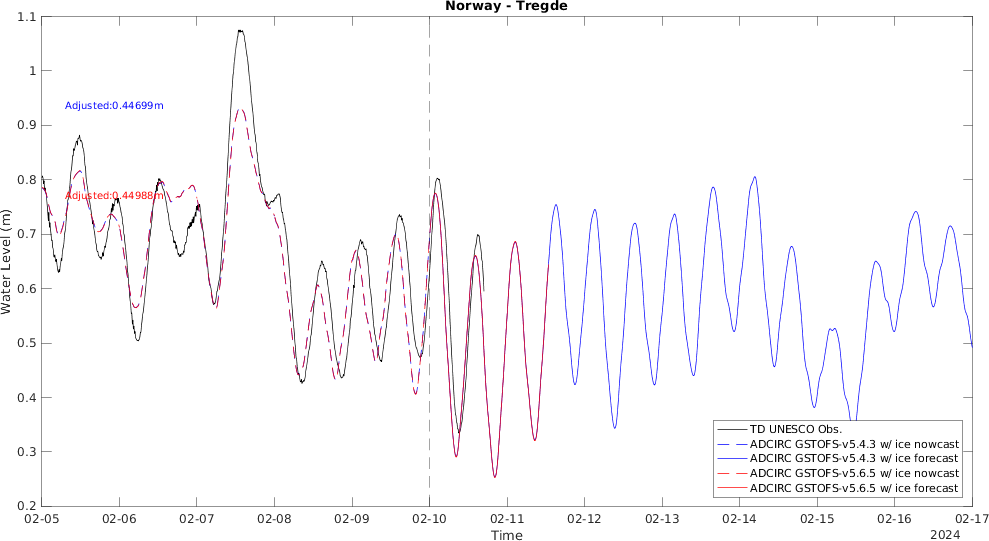 Norway - Tregde
1.1
1
0.9
0.8
0.7
0.6
0.5
0.4
0.3
0.2
Water Level (m)
Adjusted:0.44699m
Adjusted:0.44988m
TD UNESCO Obs.
ADCIRC GSTOFS-v5.4.3 w/ ice nowcast
ADCIRC GSTOFS-v5.4.3 w/ ice forecast
ADCIRC GSTOFS-v5.6.5 w/ ice nowcast
ADCIRC GSTOFS-v5.6.5 w/ ice forecast
02-05 02-06 02-07 02-08 02-09 02-10 02-11 02-12 02-13 02-14 02-15 02-16 02-17
Time
2024